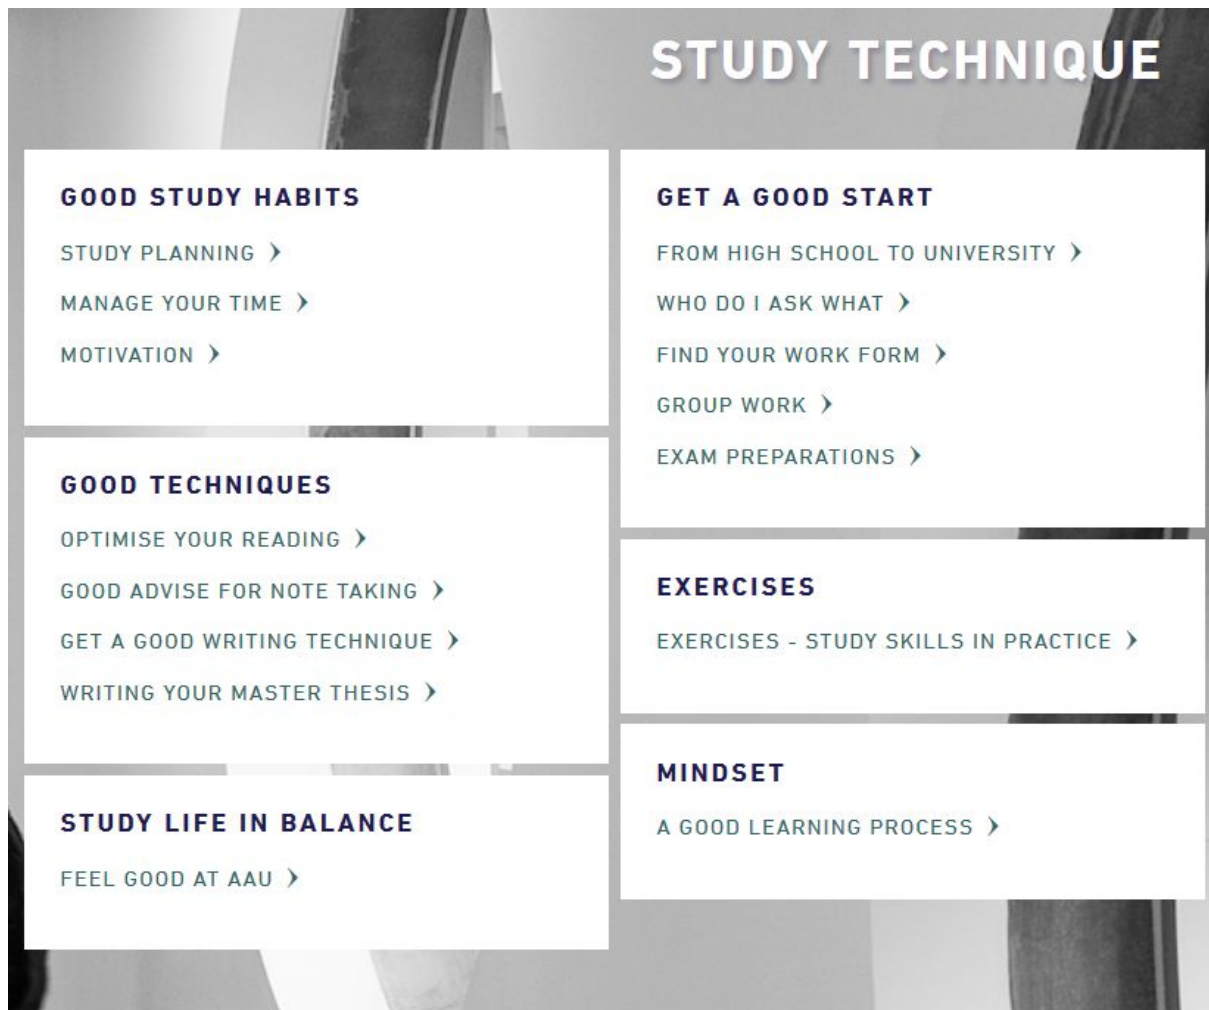 STUDY TECHNIQUE
GOOD STUDY HABITS
STUDY PLANNING
MANAGE YOUR TIME
MOTIVATION
GOOD TECHNIQUES
OPTIMISE YOUR READING
GOOD ADVISE FOR NOTE TAKING
GET A GOOD WRITING TECHNIQUE
WRITING YOUR MASTER THESIS
STUDY LIFE IN BALANCE
FEEL GOOD AT AAU
GET A GOOD START
FROM HIGH SCHOOL TO UNIVERSITY
WHO DO I ASK WHAT
FIND YOUR WORK FORM
GROUP WORK
EXAM PREPARATIONS
EXERCISES
EXERCISES - STUDY SKILLS IN PRACTICE
MINDSET
A GOOD LEARNING PROCESS